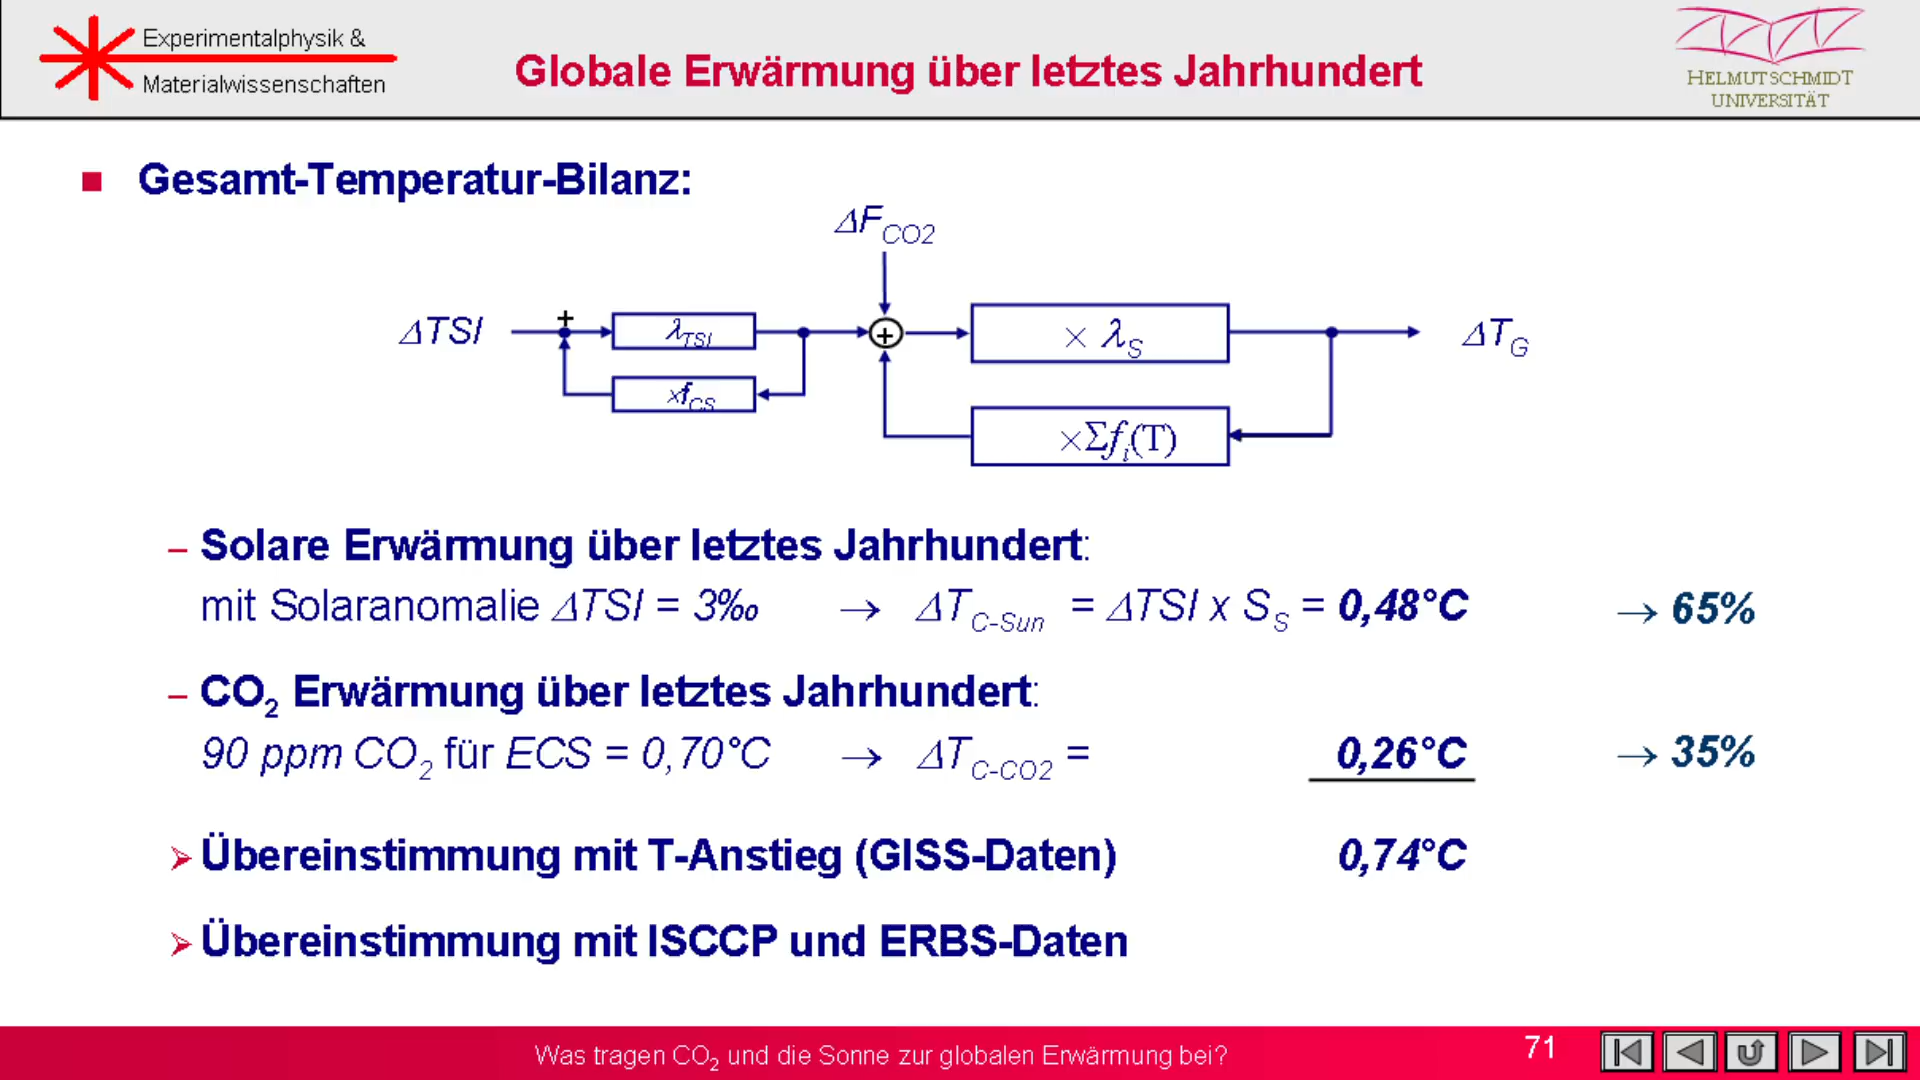 Experimentalphysik &
Materialwissenschaften
Globale Erwärmung über letztes Jahrhundert
HELMUT SCHMIDT
UNIVERSITÄT
Gesamt-Temperatur-Bilanz:
ΔF_CO2
ΔTSI + λ_TSI + × λ_S ΔT_G
xf_CS ×Σf_i(T)
– Solare Erwärmung über letztes Jahrhundert:
mit Solaranomalie ΔTSI = 3‰ → ΔT_C-Sun = ΔTSI x S_S = 0,48°C → 65%
– CO₂ Erwärmung über letztes Jahrhundert:
90 ppm CO₂ für ECS = 0,70°C → ΔT_C-CO2 = 0,26°C → 35%
➢ Übereinstimmung mit T-Anstieg (GISS-Daten) 0,74°C
➢ Übereinstimmung mit ISCCP und ERBS-Daten
Was tragen CO₂ und die Sonne zur globalen Erwärmung bei?
71